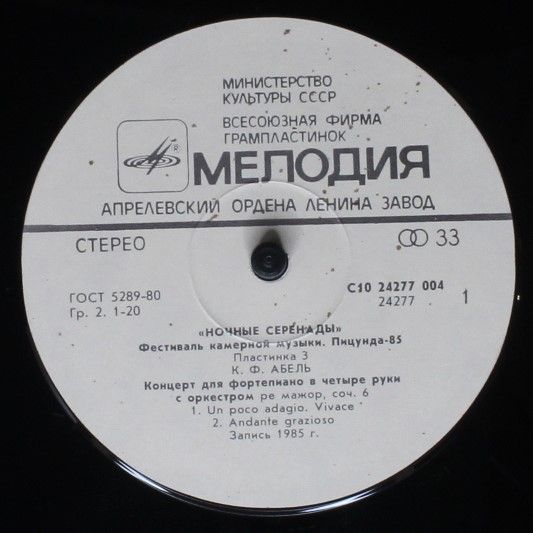 МИНИСТЕРСТВО
КУЛЬТУРЫ СССР
ВСЕСОЮЗНАЯ ФИРМА
ГРАМПЛАСТИНОК
МЕЛОДИЯ
АПРЕЛЕВСКИЙ ОРДЕНА ЛЕНИНА ЗАВОД
СТЕРЕО 33
ГОСТ 5289-80
Гр. 2. 1-20
С10 24277 004
24277 1
«НОЧНЫЕ СЕРЕНАДЫ»
Фестиваль камерной музыки. Пицунда-85
Пластинка 3
К. Ф. АБЕЛЬ
Концерт для фортепиано в четыре руки
с оркестром ре мажор, соч. 6
1. Un poco adagio. Vivace
2. Andante grazioso
Запись 1985 г.